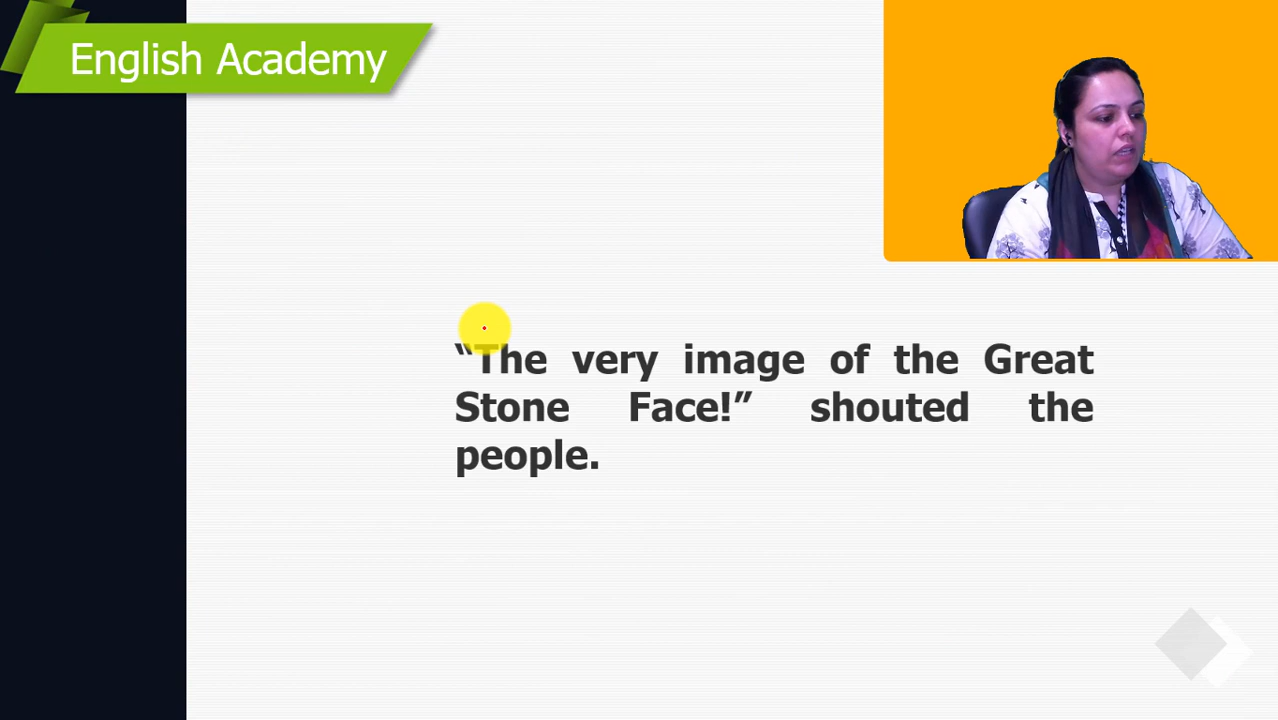 English Academy
“The very image of the Great
Stone Face!” shouted the
people.